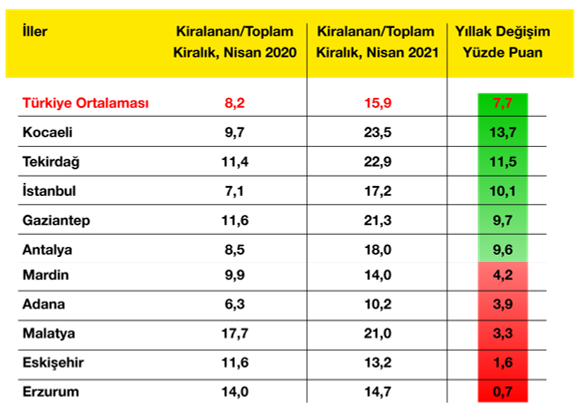 İller Kiralanan/Toplam Kiralanan/Toplam Yıllak Değişim
Kiralık, Nisan 2020 Kiralık, Nisan 2021 Yüzde Puan
Türkiye Ortalaması 8,2 15,9 7,7
Kocaeli 9,7 23,5 13,7
Tekirdağ 11,4 22,9 11,5
İstanbul 7,1 17,2 10,1
Gaziantep 11,6 21,3 9,7
Antalya 8,5 18,0 9,6
Mardin 9,9 14,0 4,2
Adana 6,3 10,2 3,9
Malatya 17,7 21,0 3,3
Eskişehir 11,6 13,2 1,6
Erzurum 14,0 14,7 0,7